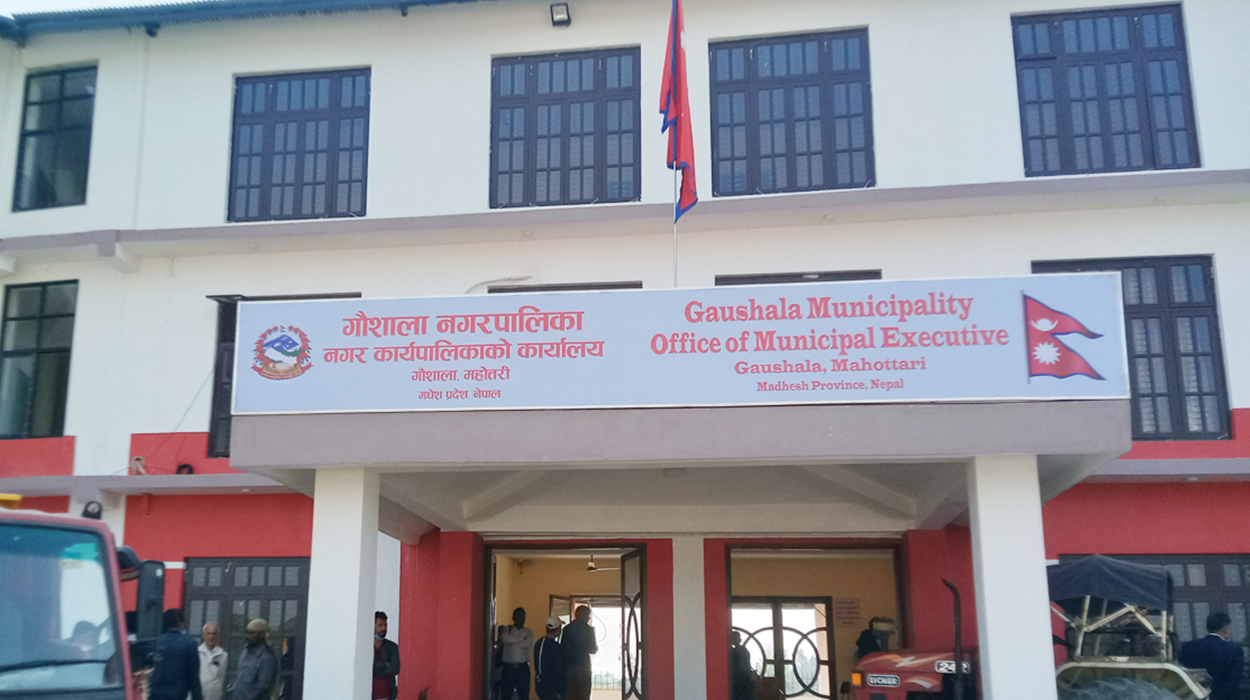 गौशाला नगरपालिका
नगर कार्यपालिकाको कार्यालय
गौशाला, महोत्तरी
मधेश प्रदेश नेपाल
Gaushala Municipality
Office of Municipal Executive
Gaushala, Mahottari
Madhesh Province, Nepal
EICHER